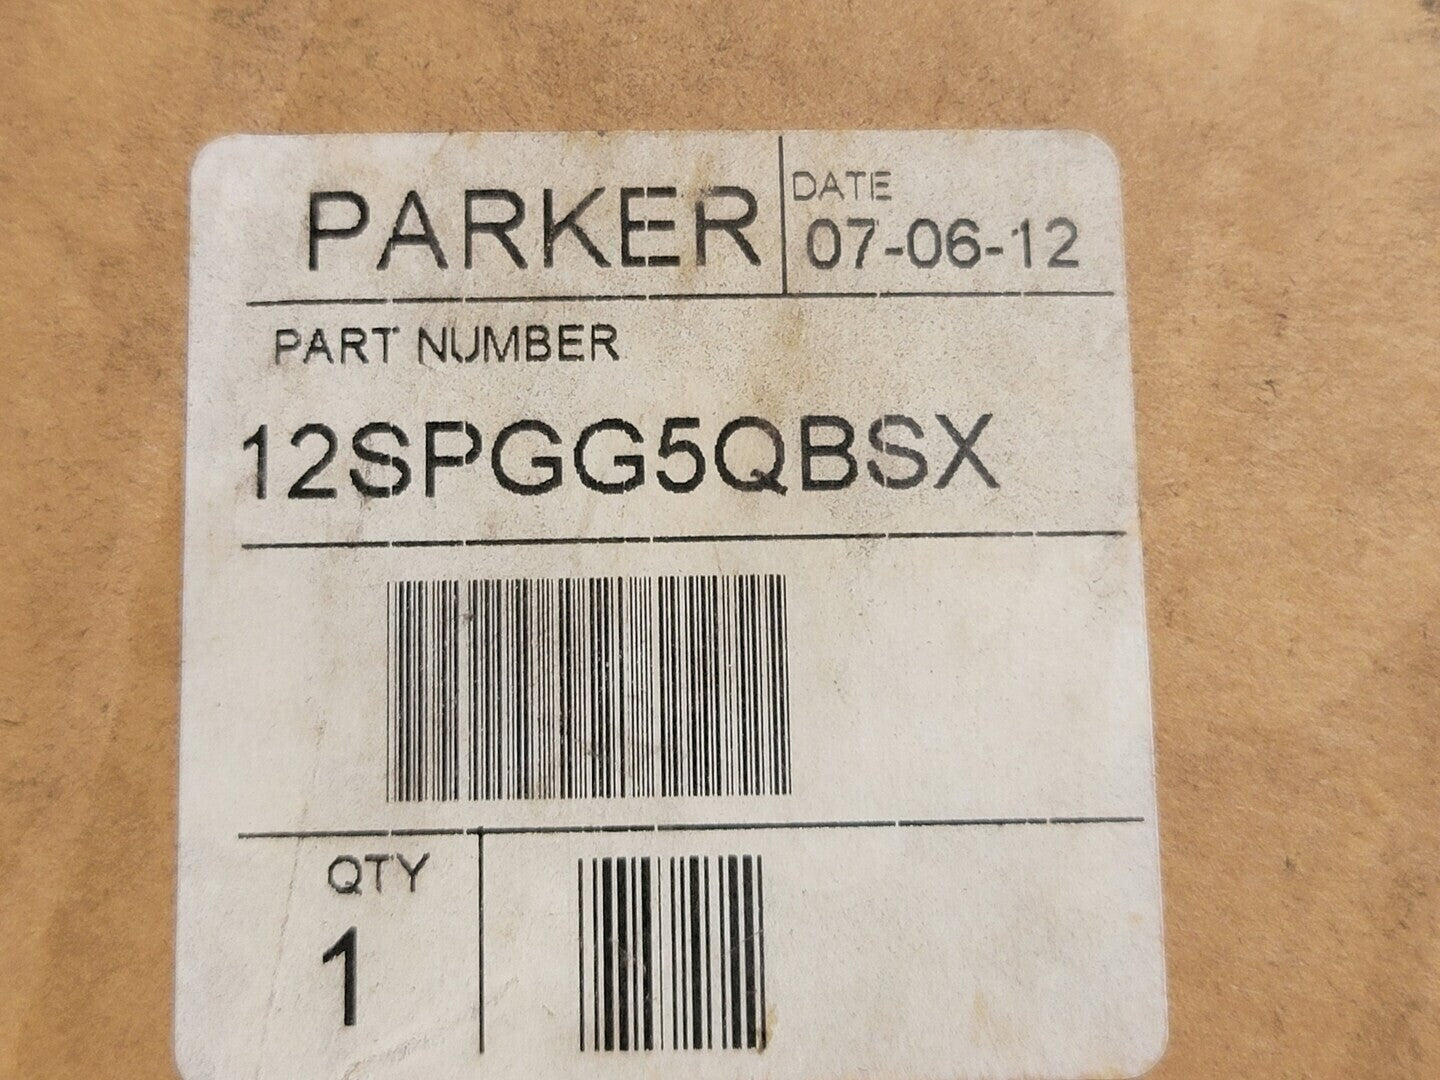 PARKER
DATE
07-06-12
PART NUMBER
12SPGG5QBSX
QTY
1